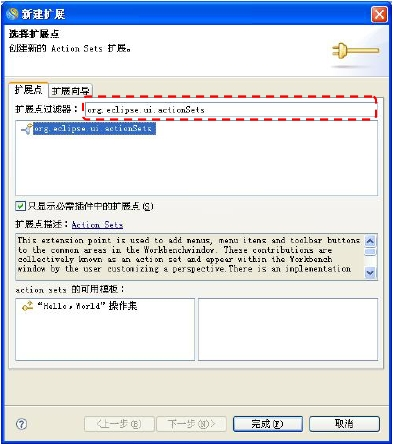 新建扩展
选择扩展点
创建新的 Action Sets 扩展。
扩展点 扩展向导
扩展点过滤器： org.eclipse.ui.actionSets
org.eclipse.ui.actionSets
只显示必需插件中的扩展点(S)
扩展点描述： Action Sets
This extension point is used to add menus, menu items and toolbar buttons
to the common areas in the Workbenchwindow. These contributions are
collectively known as an action set and appear within the Workbench
window by the user customizing a perspective.There is an implementation
action sets 的可用模板：
“Hello，World”操作集
<上一步(B) 下一步(N)> 完成(F) 取消